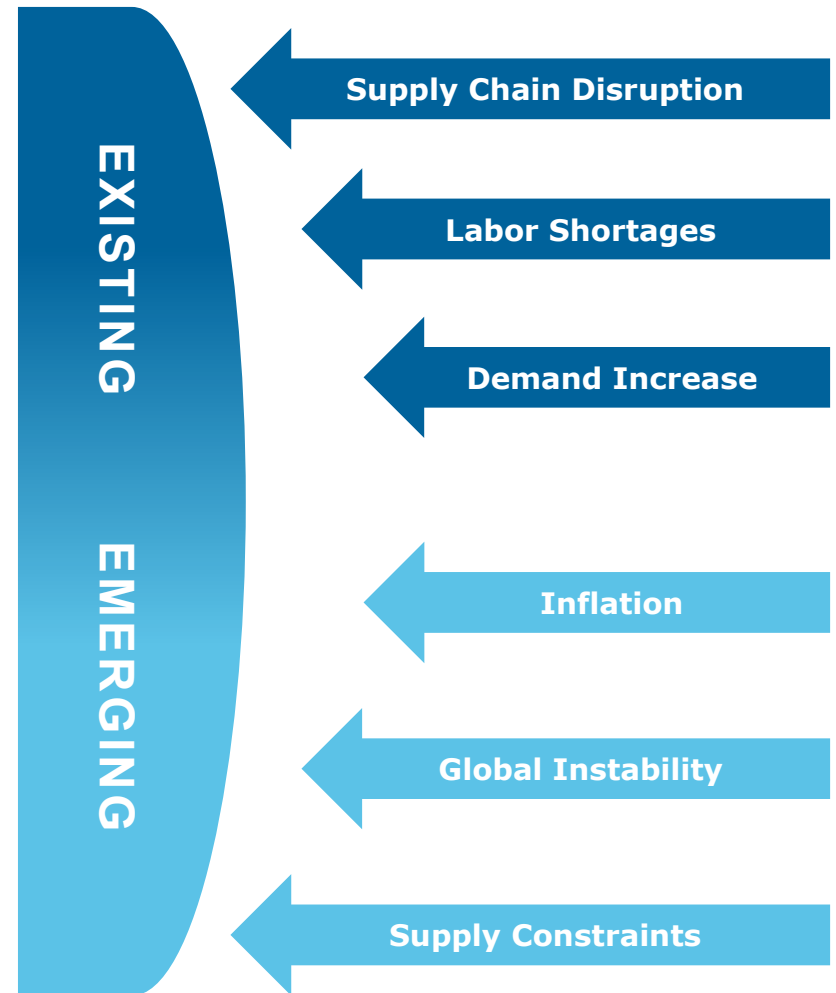 EXISTING
Supply Chain Disruption
Labor Shortages
Demand Increase
EMERGING
Inflation
Global Instability
Supply Constraints